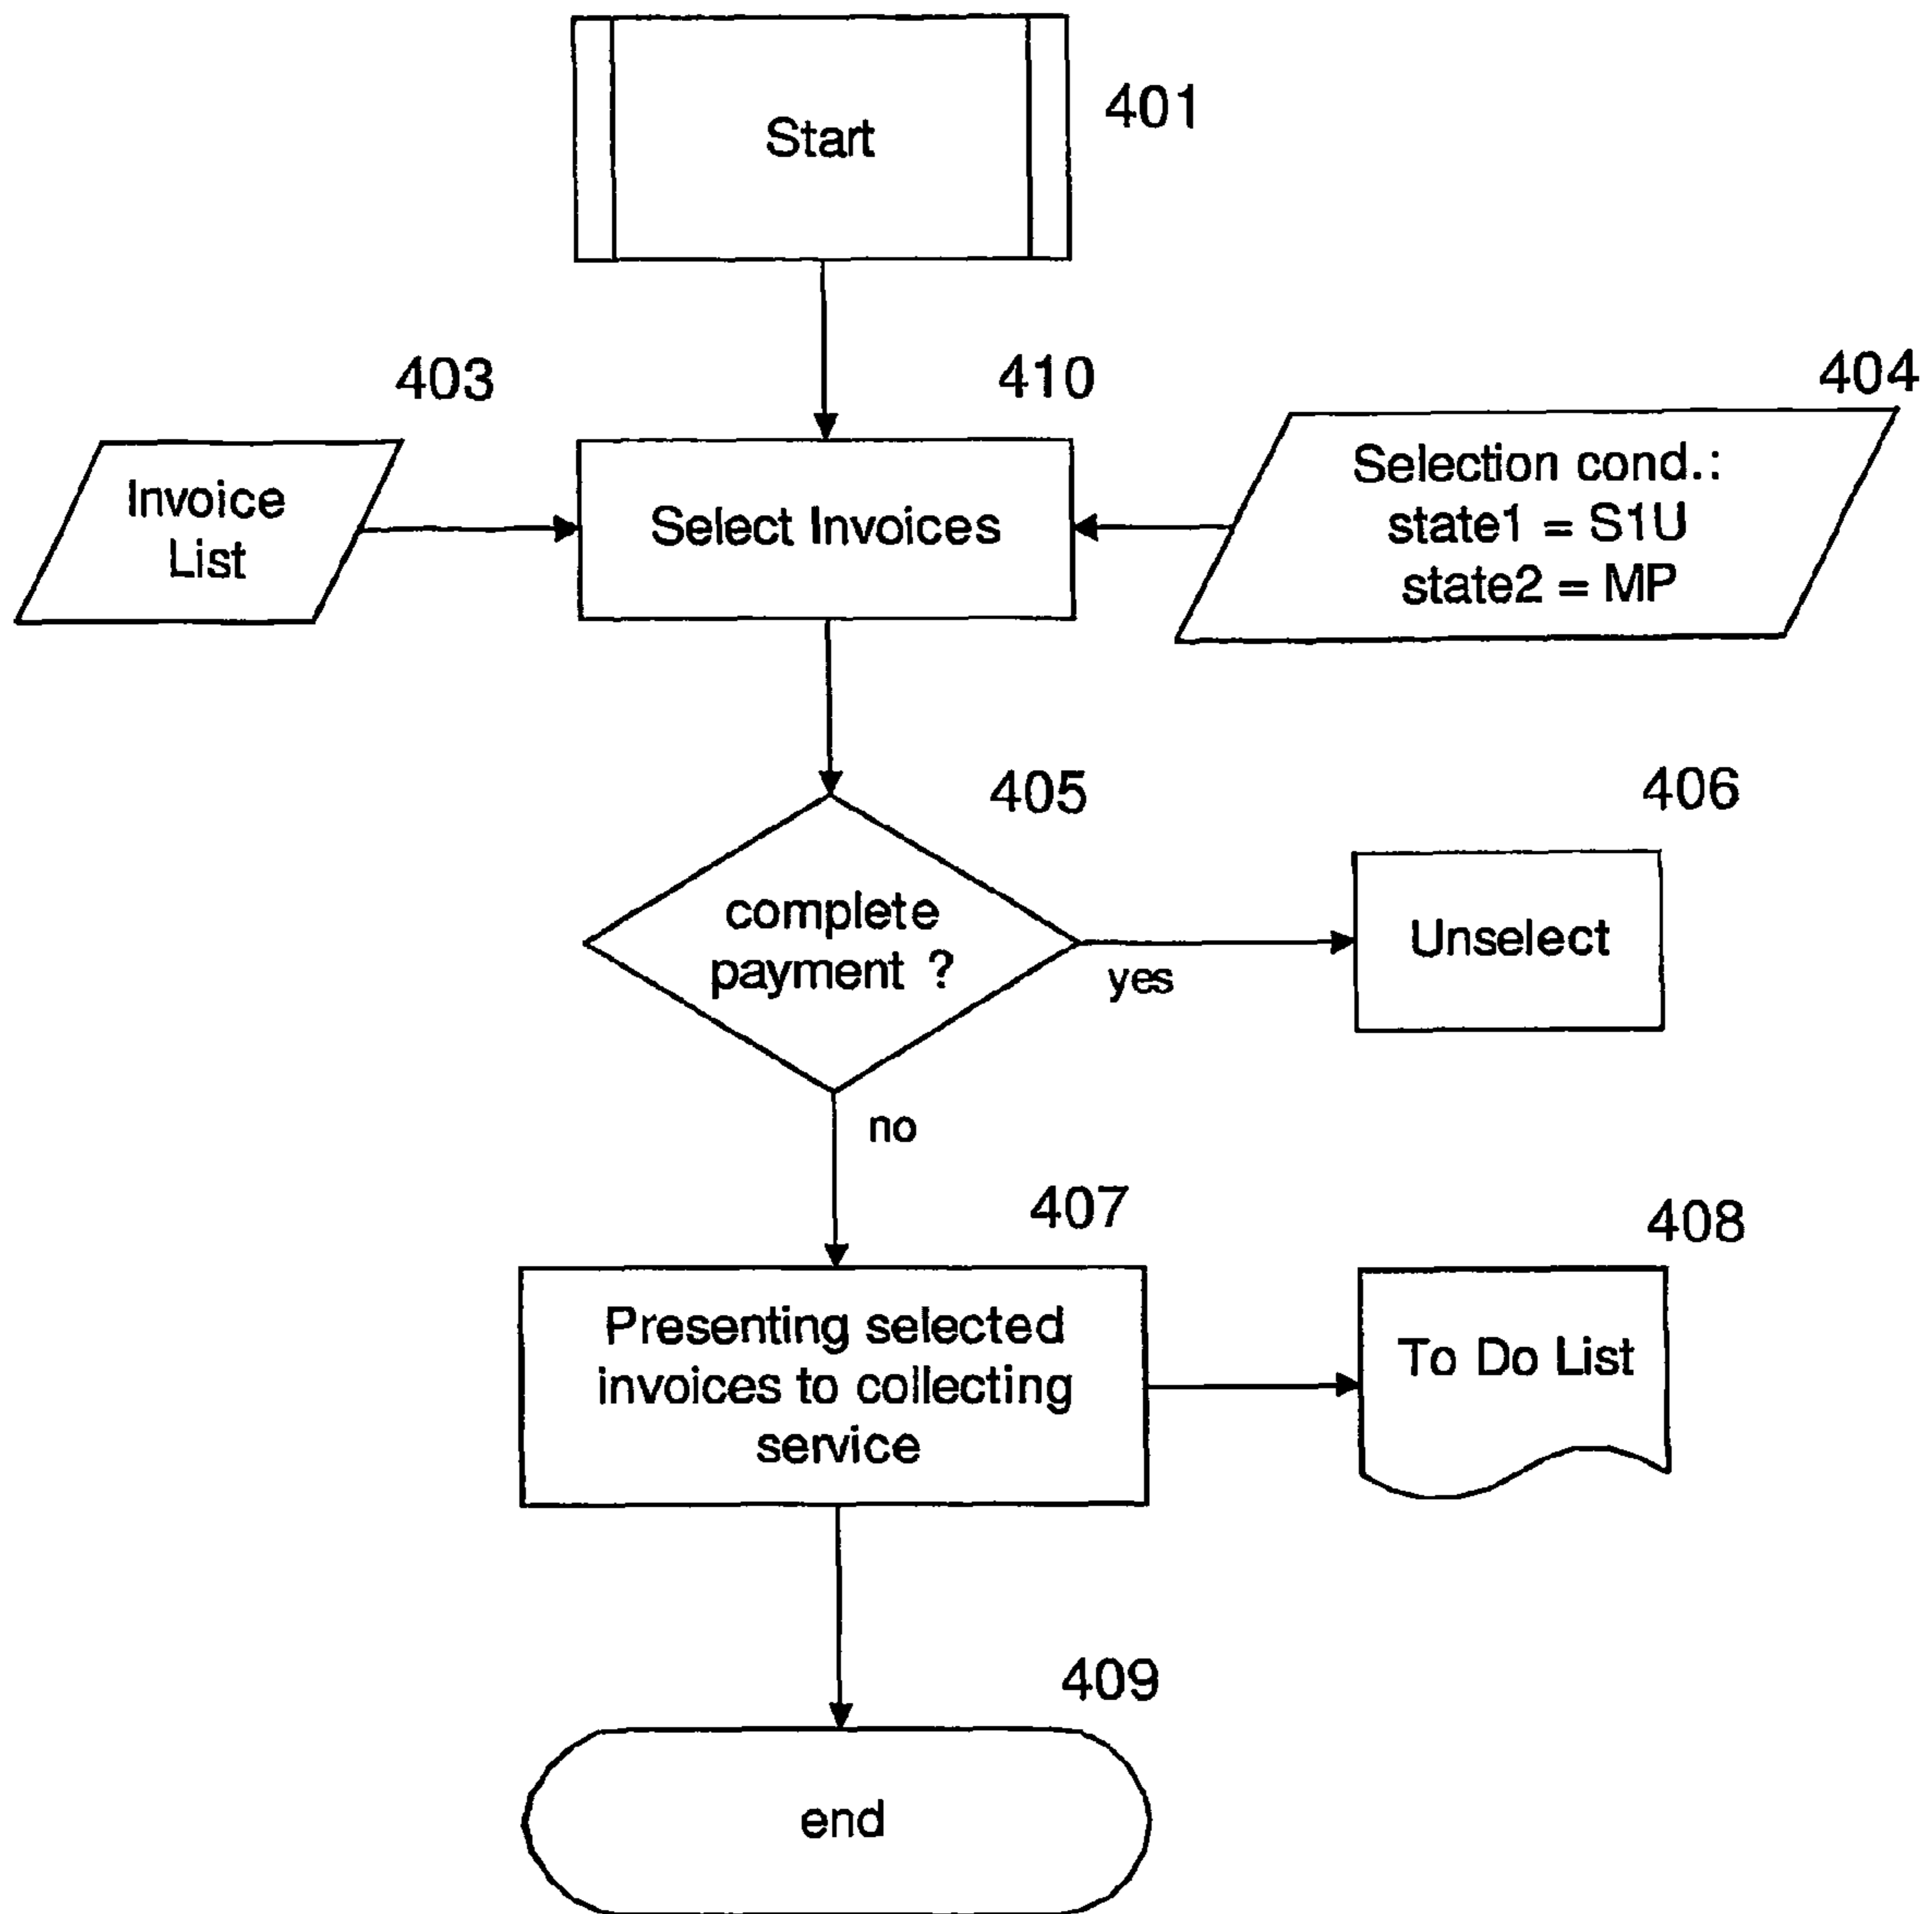 Start
401
403
410
404
Invoice
List
Select Invoices
Selection cond.:
state1 = S1U
state2 = MP
405
406
complete
payment ?
yes
Unselect
no
407
408
Presenting selected
invoices to collecting
service
To Do List
409
end